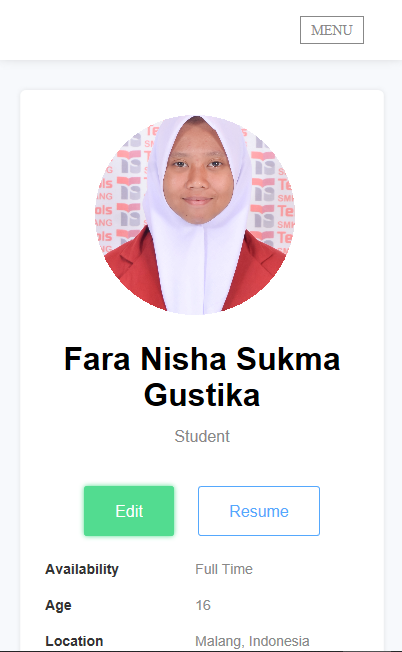 MENU
Fara Nisha Sukma
Gustika
Student
Edit Resume
Availability Full Time
Age 16
Location Malang, Indonesia